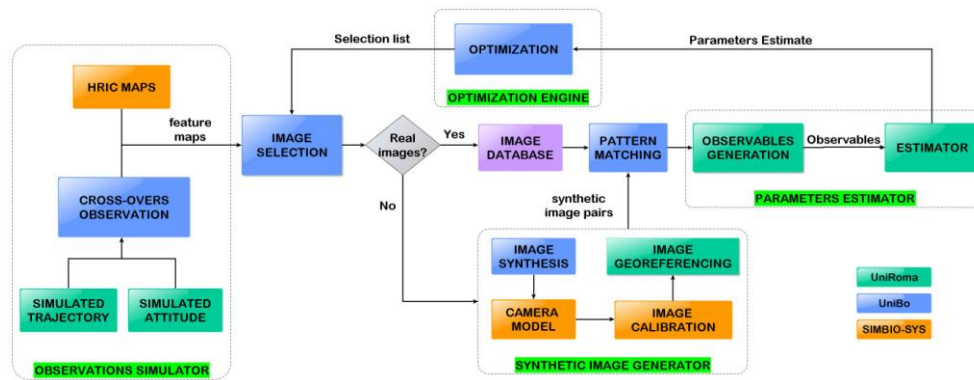 Selection list
OPTIMIZATION
Parameters Estimate
OPTIMIZATION ENGINE
HRIC MAPS
feature
maps
IMAGE
SELECTION
Real
images?
Yes
No
IMAGE
DATABASE
PATTERN
MATCHING
OBSERVABLES
GENERATION
Observables
ESTIMATOR
PARAMETERS ESTIMATOR
CROSS-OVERS
OBSERVATION
SIMULATED
TRAJECTORY
SIMULATED
ATTITUDE
OBSERVATIONS SIMULATOR
synthetic
image pairs
IMAGE
SYNTHESIS
IMAGE
GEOREFERENCING
CAMERA
MODEL
IMAGE
CALIBRATION
SYNTHETIC IMAGE GENERATOR
UniRoma
UniBo
SIMBIO-SYS